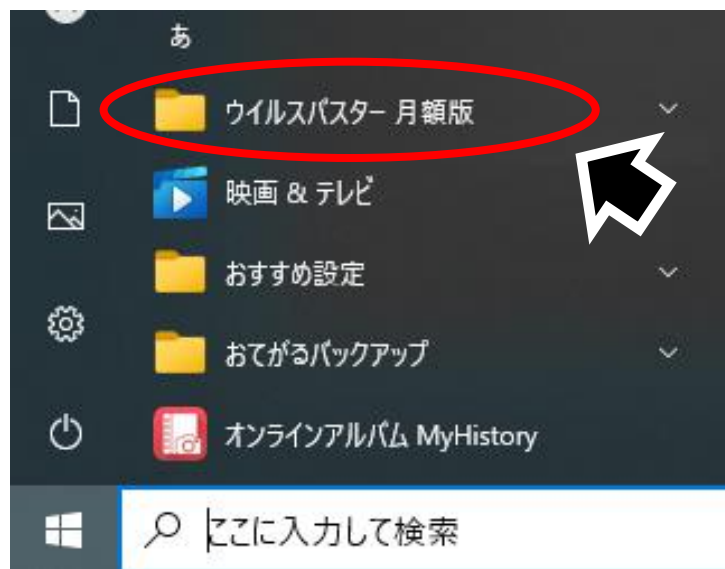 あ
ウイルスバスター 月額版
映画 & テレビ
おすすめ設定
おてがるバックアップ
オンラインアルバム MyHistory
ここに入力して検索